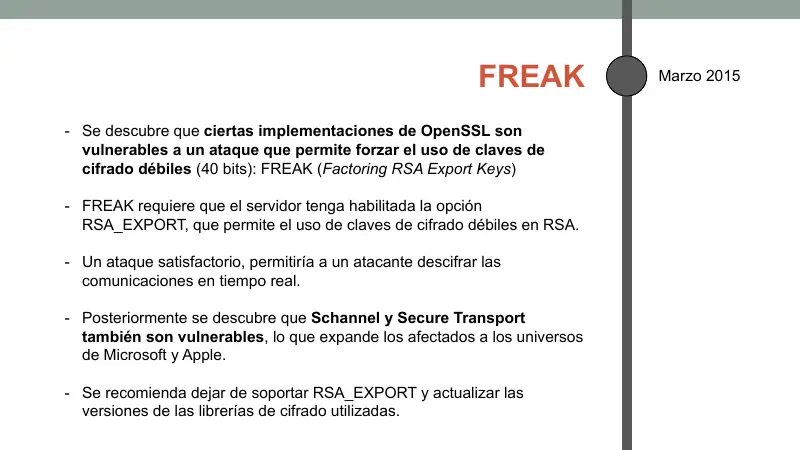 FREAK
Marzo 2015
- Se descubre que ciertas implementaciones de OpenSSL son
vulnerables a un ataque que permite forzar el uso de claves de
cifrado débiles (40 bits): FREAK (Factoring RSA Export Keys)
- FREAK requiere que el servidor tenga habilitada la opción
RSA_EXPORT, que permite el uso de claves de cifrado débiles en RSA.
- Un ataque satisfactorio, permitiría a un atacante descifrar las
comunicaciones en tiempo real.
- Posteriormente se descubre que Schannel y Secure Transport
también son vulnerables, lo que expande los afectados a los universos
de Microsoft y Apple.
- Se recomienda dejar de soportar RSA_EXPORT y actualizar las
versiones de las librerías de cifrado utilizadas.